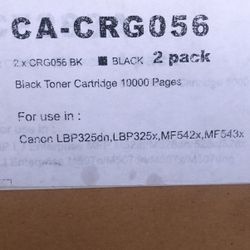 CA-CRG056
2 x CRG056 BK ■ BLACK 2 pack
Black Toner Cartridge 10000 Pages
For use in :
Canon LBP325dn,LBP325x,MF542x,MF543x